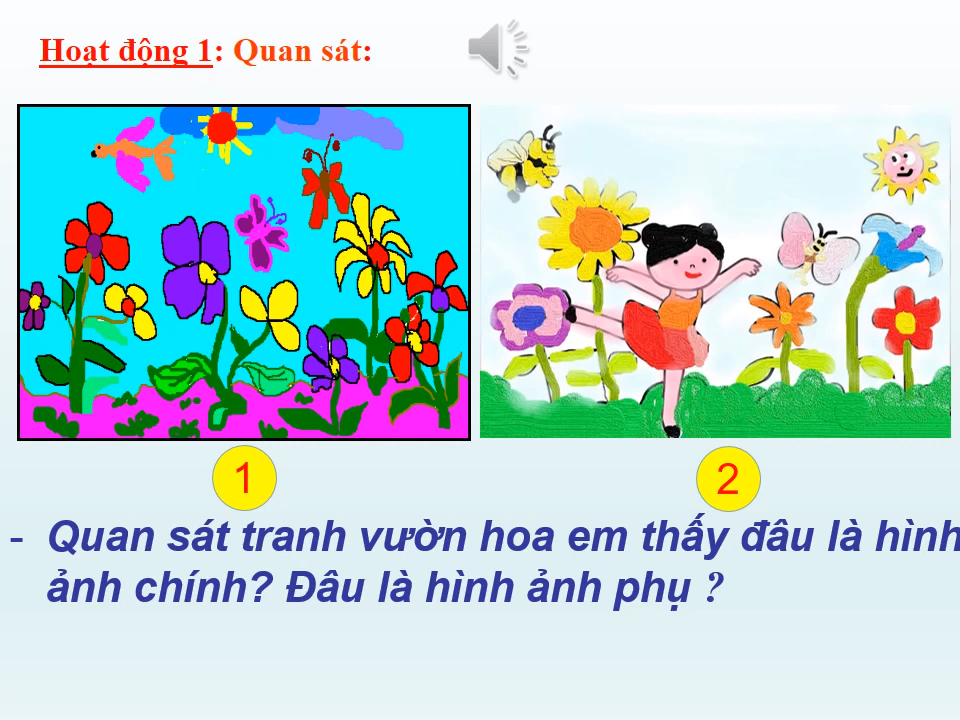 Hoạt động 1: Quan sát:
1
2
- Quan sát tranh vườn hoa em thấy đâu là hình
ảnh chính? Đâu là hình ảnh phụ ?